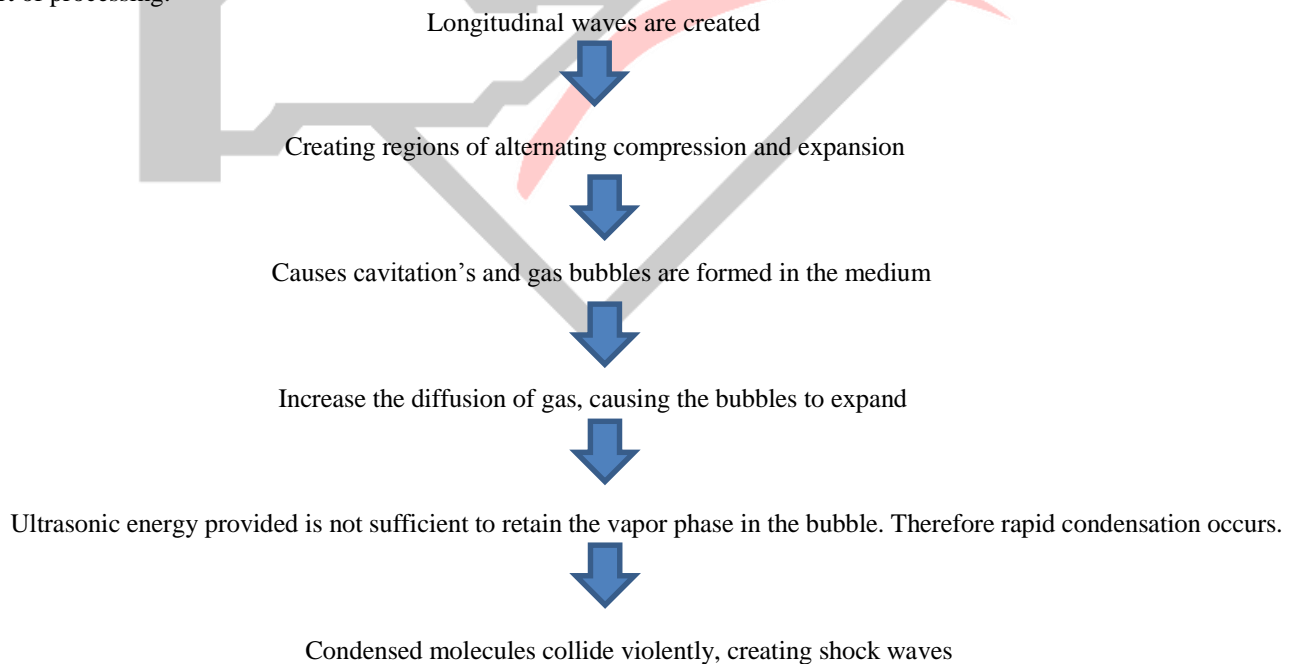 of processing.
Longitudinal waves are created
Creating regions of alternating compression and expansion
Causes cavitation’s and gas bubbles are formed in the medium
Increase the diffusion of gas, causing the bubbles to expand
Ultrasonic energy provided is not sufficient to retain the vapor phase in the bubble. Therefore rapid condensation occurs.
Condensed molecules collide violently, creating shock waves